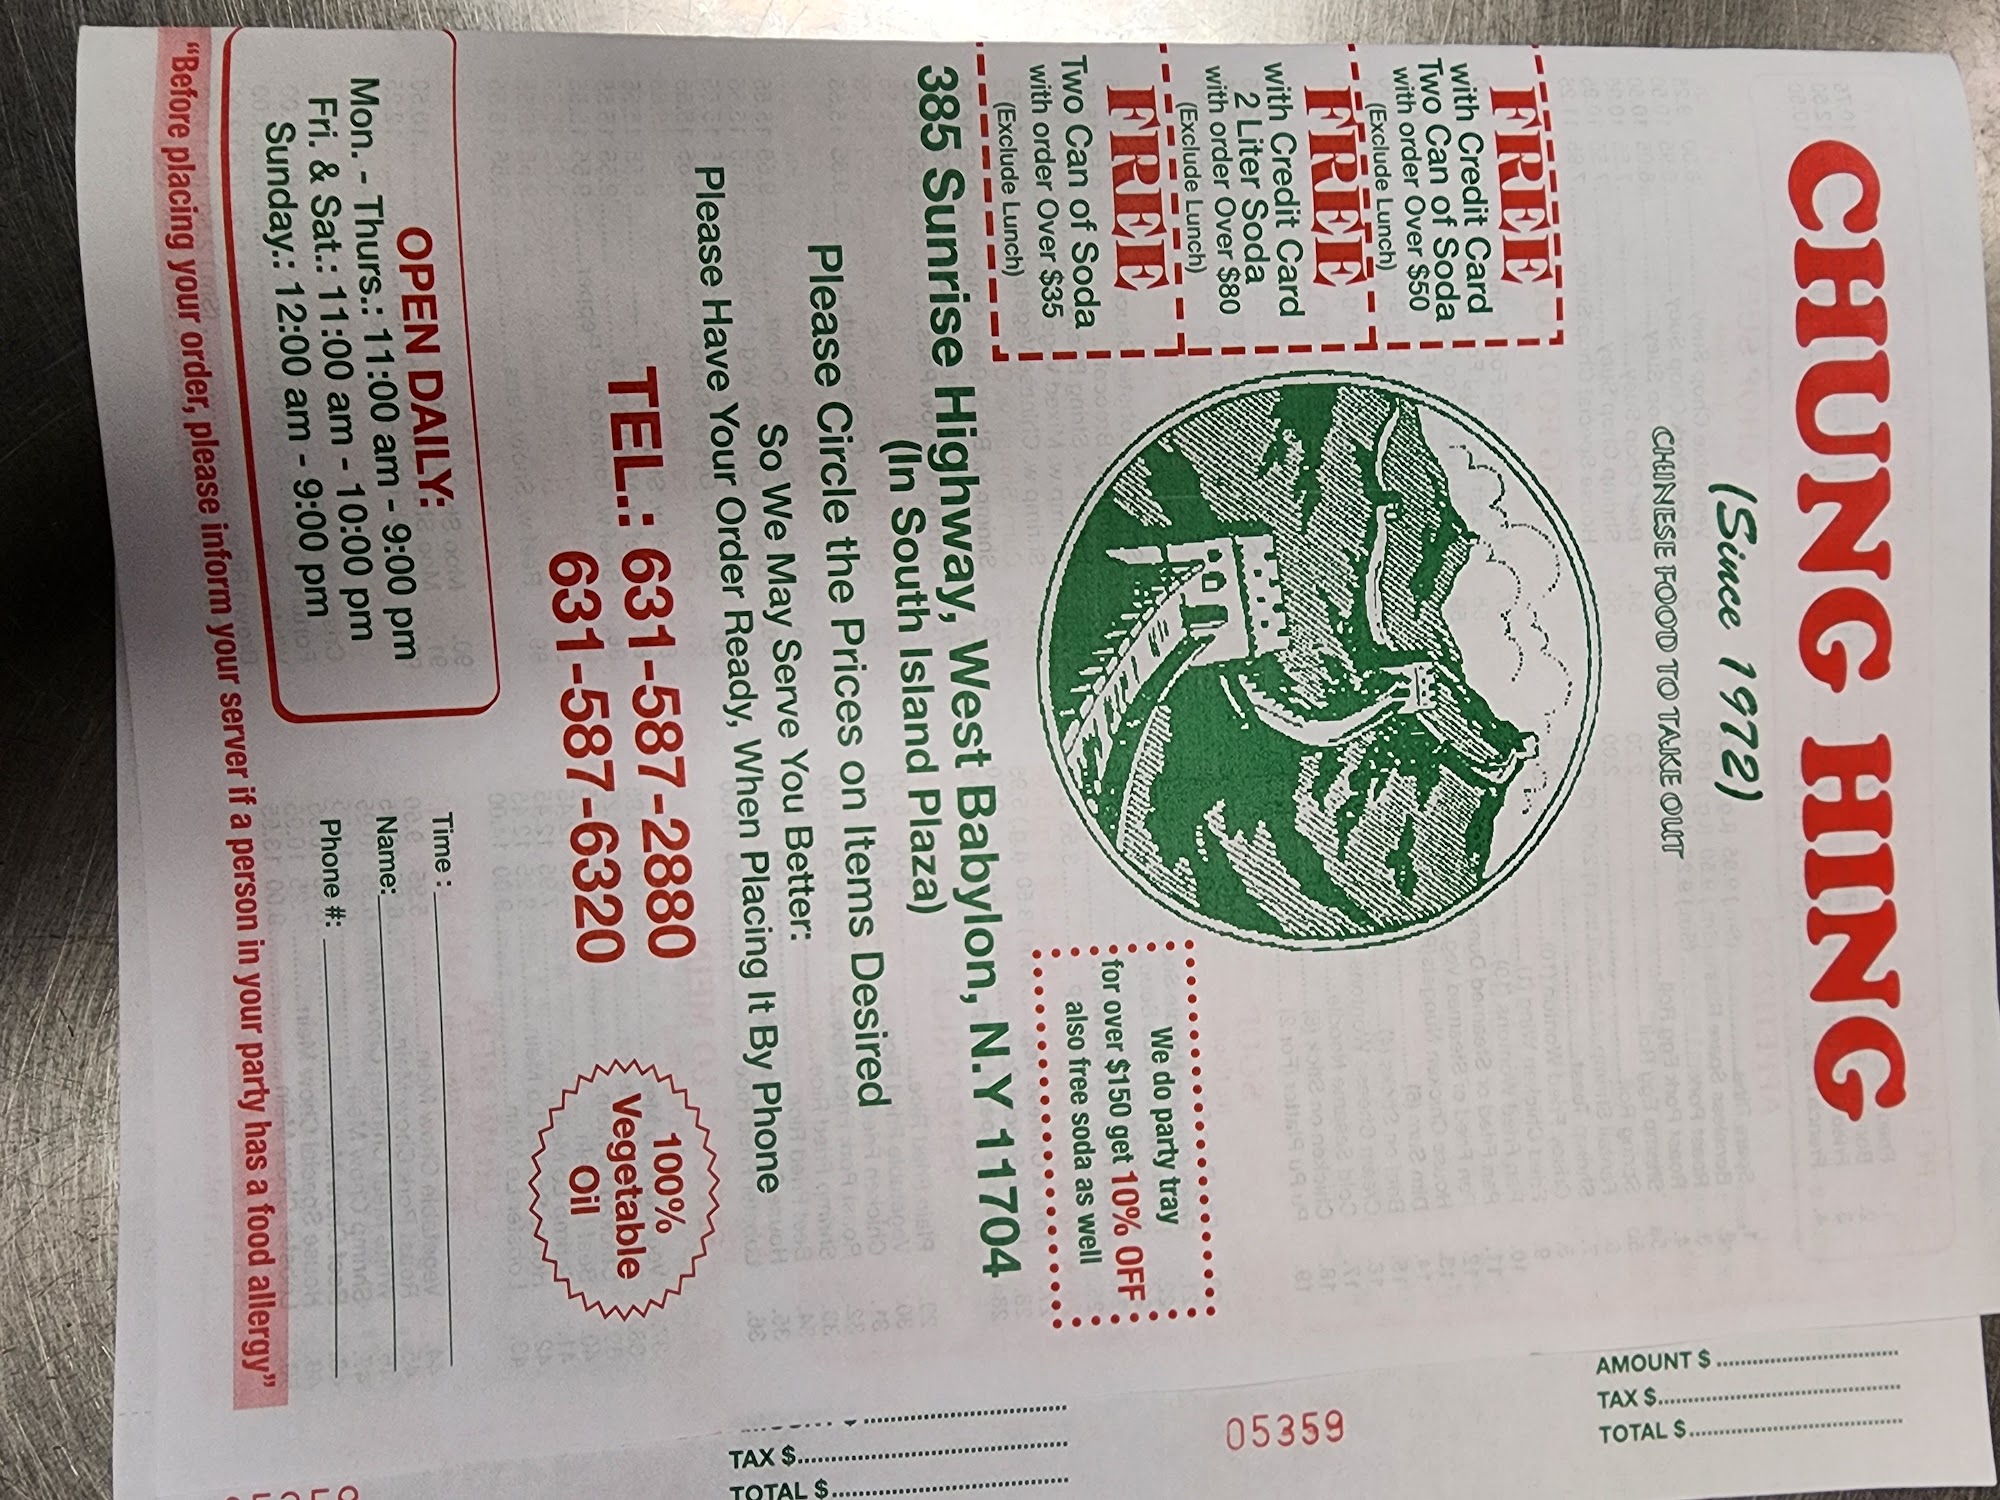 CHUNG HING
(Since 1972)
CHINESE FOOD TO TAKE OUT
FREE
with Credit Card
Two Can of Soda
with order Over $50
(Exclude Lunch)
FREE
with Credit Card
2 Liter Soda
with order Over $80
(Exclude Lunch)
FREE
Two Can of Soda
with order Over $35
(Exclude Lunch)
We do party tray
for over $150 get 10% OFF
also free soda as well
385 Sunrise Highway, West Babylon, N.Y 11704
(In South Island Plaza)
Please Circle the Prices on Items Desired
So We May Serve You Better:
Please Have Your Order Ready, When Placing It By Phone
TEL.: 631-587-2880
631-587-6320
100%
Vegetable
Oil
OPEN DAILY:
Mon. - Thurs.: 11:00 am - 9:00 pm
Fri. & Sat.: 11:00 am - 10:00 pm
Sunday.: 12:00 am - 9:00 pm
Time :
Name:
Phone #:
"Before placing your order, please inform your server if a person in your party has a food allergy"
AMOUNT $
TAX $
TOTAL $
05359
TAX $
TOTAL $